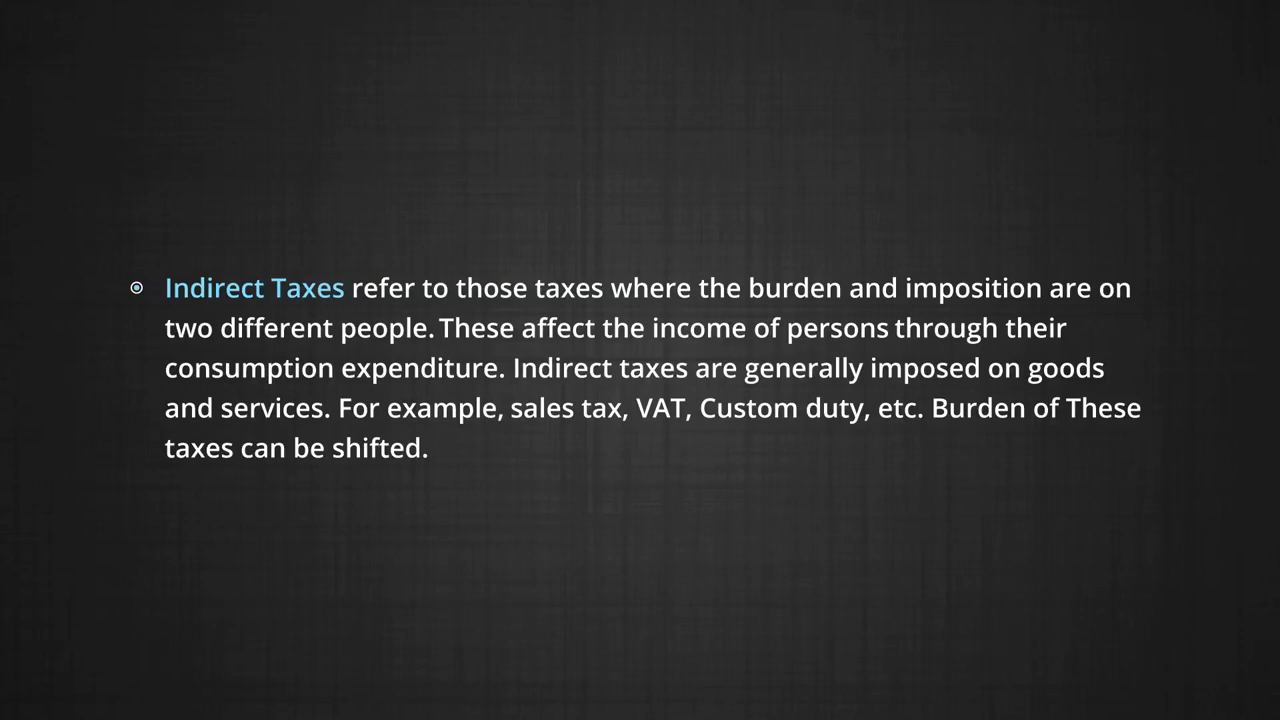 Indirect Taxes refer to those taxes where the burden and imposition are on
two different people. These affect the income of persons through their
consumption expenditure. Indirect taxes are generally imposed on goods
and services. For example, sales tax, VAT, Custom duty, etc. Burden of These
taxes can be shifted.